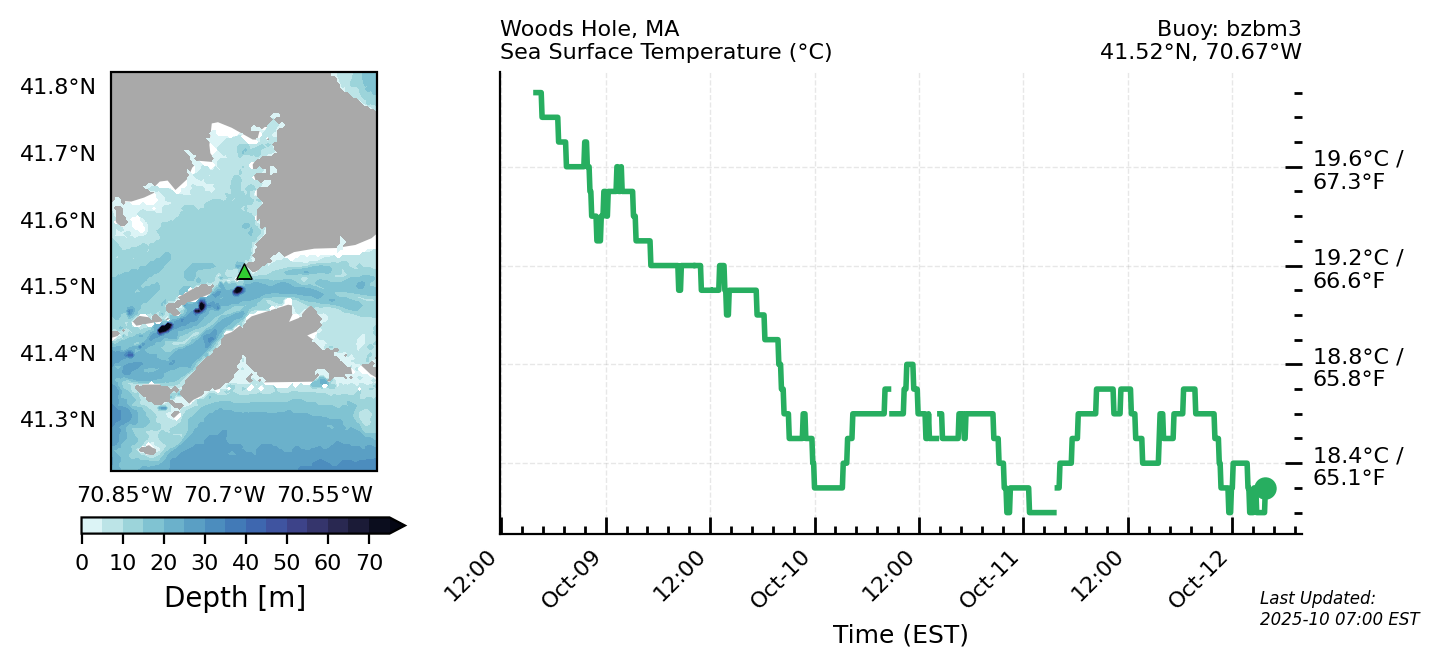 Woods Hole, MA
Sea Surface Temperature (°C)
Buoy: bzbm3
41.52°N, 70.67°W
41.8°N
41.7°N
41.6°N
41.5°N
41.4°N
41.3°N
70.85°W 70.7°W 70.55°W
0 10 20 30 40 50 60 70
Depth [m]
19.6°C /
67.3°F
19.2°C /
66.6°F
18.8°C /
65.8°F
18.4°C /
65.1°F
12:00 Oct-09 12:00 Oct-10 12:00 Oct-11 12:00 Oct-12
Time (EST)
Last Updated:
2025-10 07:00 EST